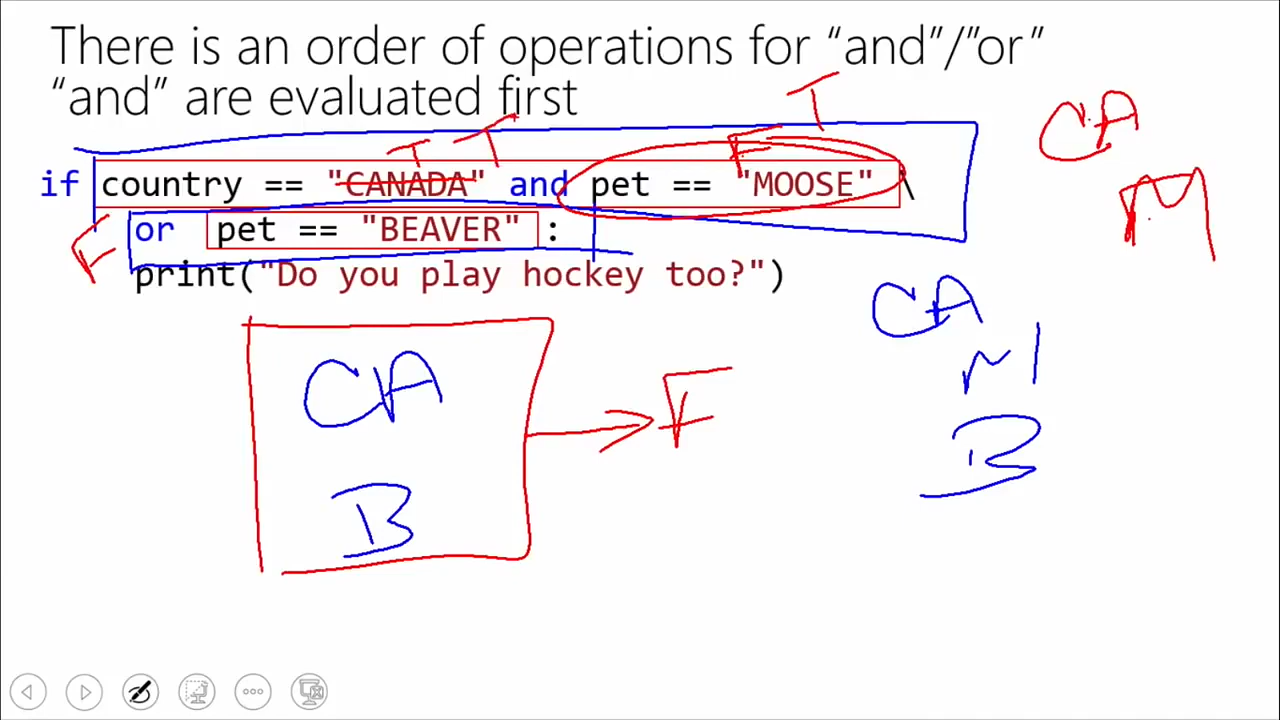 There is an order of operations for “and”/”or”
“and” are evaluated first
T
T T F
CA
if country == "CANADA" and pet == "MOOSE" \
M
F or pet == "BEAVER" :
print("Do you play hockey too?")
CA
CA F
M
B
B